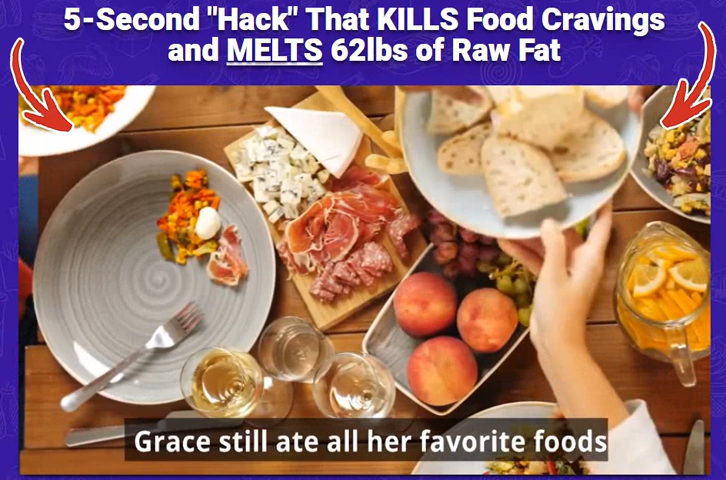 5-Second "Hack" That KILLS Food Cravings
and MELTS 62lbs of Raw Fat
Grace still ate all her favorite foods